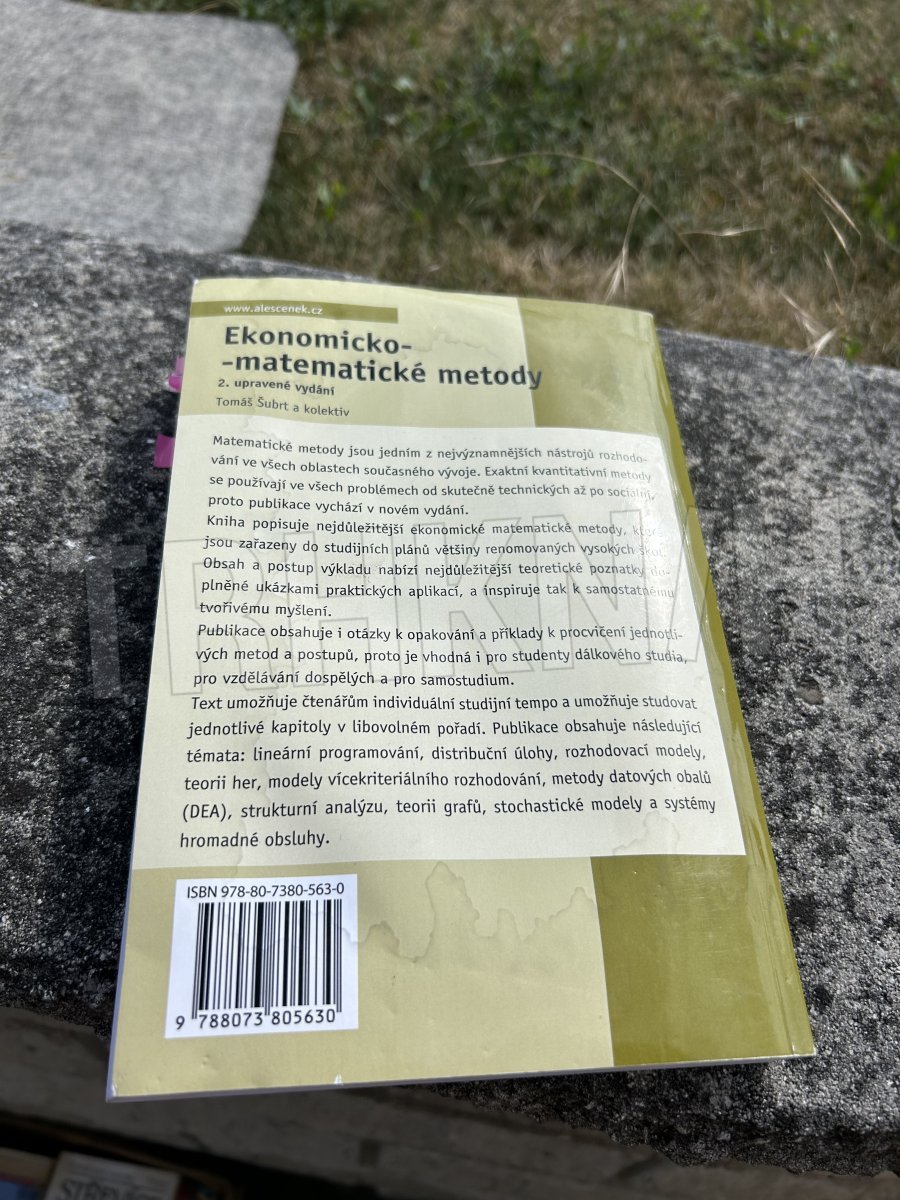 www.alescenek.cz
Ekonomicko-
-matematické metody
2. upravené vydání
Tomáš Šubrt a kolektiv
Matematické metody jsou jedním z nejvýznamnějších nástrojů rozhodo-
vání ve všech oblastech současného vývoje. Exaktní kvantitativní metody
se používají ve všech problémech od skutečně technických až po sociální,
proto publikace vychází v novém vydání.
Kniha popisuje nejdůležitější ekonomické matematické metody,
jsou zařazeny do studijních plánů většiny renomovaných vysokých škol.
Obsah a postup výkladu nabízí nejdůležitější teoretické poznatky do-
plněné ukázkami praktických aplikací, a inspiruje tak k samostatnému
tvořivému myšlení.
Publikace obsahuje i otázky k opakování a příklady k procvičení jednotli-
vých metod a postupů, proto je vhodná i pro studenty dálkového studia,
pro vzdělávání dospělých a pro samostudium.
Text umožňuje čtenářům individuální studijní tempo a umožňuje studovat
jednotlivé kapitoly v libovolném pořadí. Publikace obsahuje následující
témata: lineární programování, distribuční úlohy, rozhodovací modely,
teorii her, modely vícekriteriálního rozhodování, metody datových obalů
(DEA), strukturní analýzu, teorii grafů, stochastické modely a systémy
hromadné obsluhy.
ISBN 978-80-7380-563-0
9 788073 805630